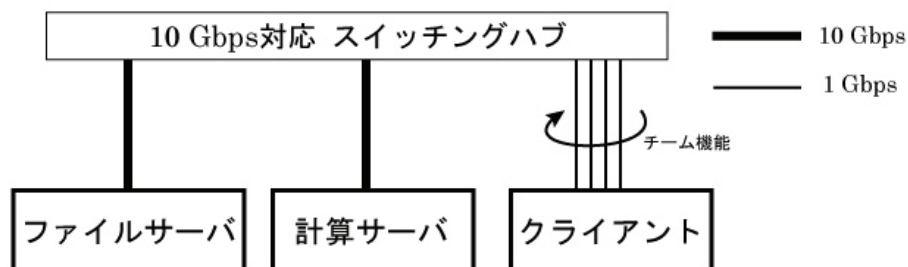 10 Gbps対応 スイッチングハブ
10 Gbps
1 Gbps
チーム機能
ファイルサーバ
計算サーバ
クライアント